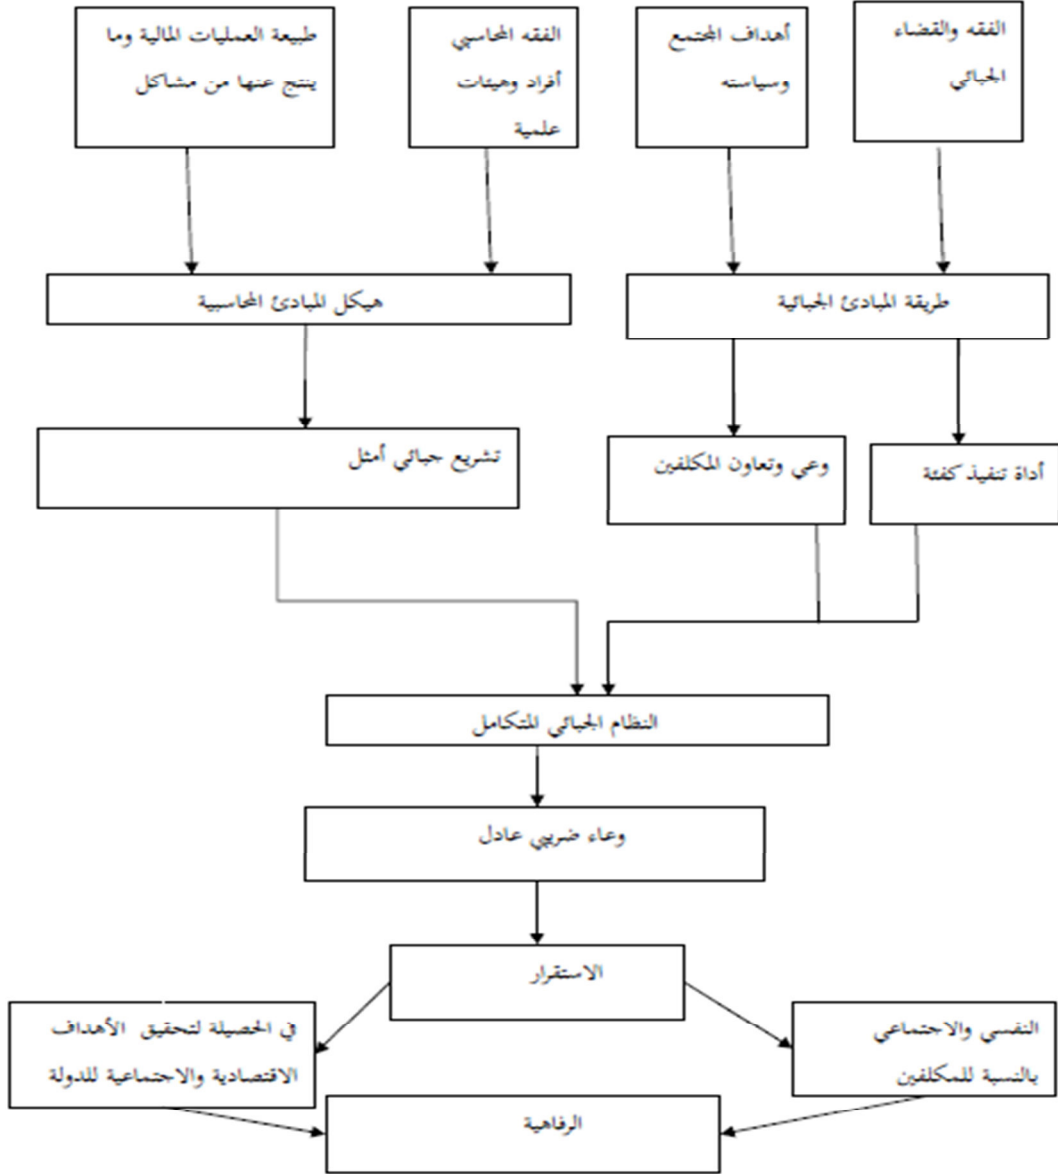 الفقه والقضاء
الجبائي
أهداف المجتمع
وسياسته
الفقه المحاسبي
أفراد وهيئات
علمية
طبيعة العمليات المالية وما
ينتج عنها من مشاكل
طريقة المبادئ الجبائية
هيكل المبادئ المحاسبية
أداة تنفيذ كفئة
وعي وتعاون المكلفين
تشريع جبائي أمثل
النظام الجبائي المتكامل
وعاء ضريبي عادل
الاستقرار
النفسي والاجتماعي
بالنسبة للمكلفين
في الحصيلة لتحقيق الأهداف
الاقتصادية والاجتماعية للدولة
الرفاهية